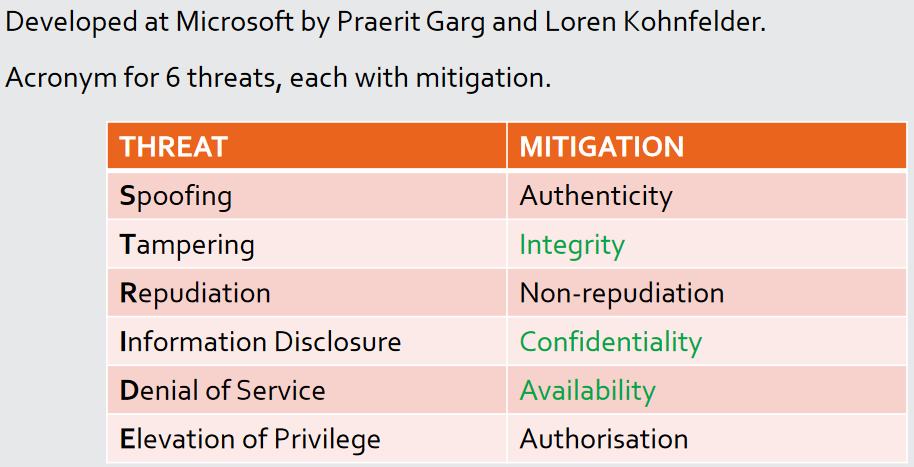 Developed at Microsoft by Praerit Garg and Loren Kohnfelder.
Acronym for 6 threats, each with mitigation.
THREAT MITIGATION
Spoofing Authenticity
Tampering Integrity
Repudiation Non-repudiation
Information Disclosure Confidentiality
Denial of Service Availability
Elevation of Privilege Authorisation